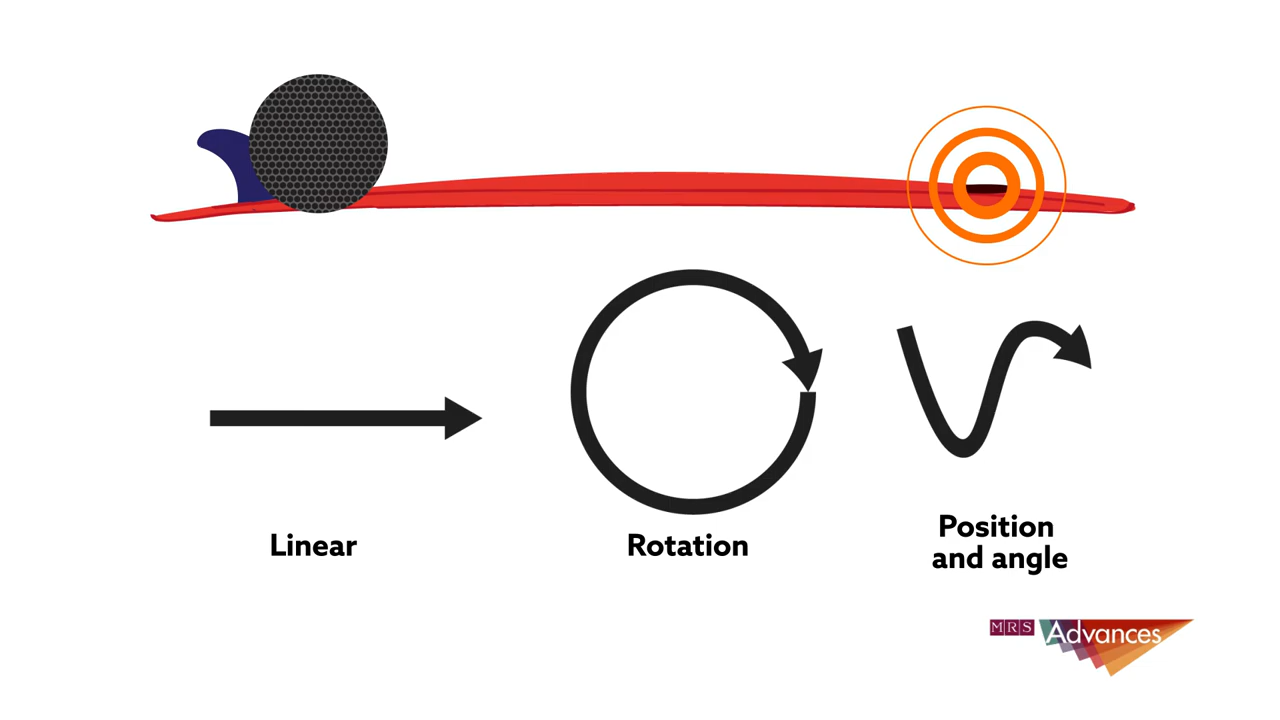 Linear
Rotation
Position
and angle
MRS Advances